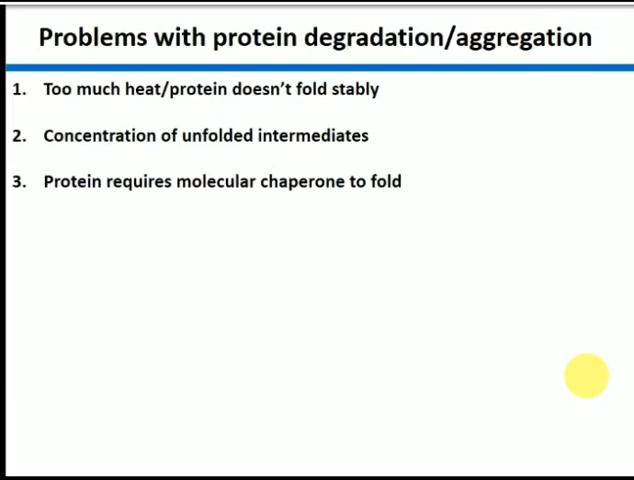 Problems with protein degradation/aggregation
1. Too much heat/protein doesn't fold stably
2. Concentration of unfolded intermediates
3. Protein requires molecular chaperone to fold